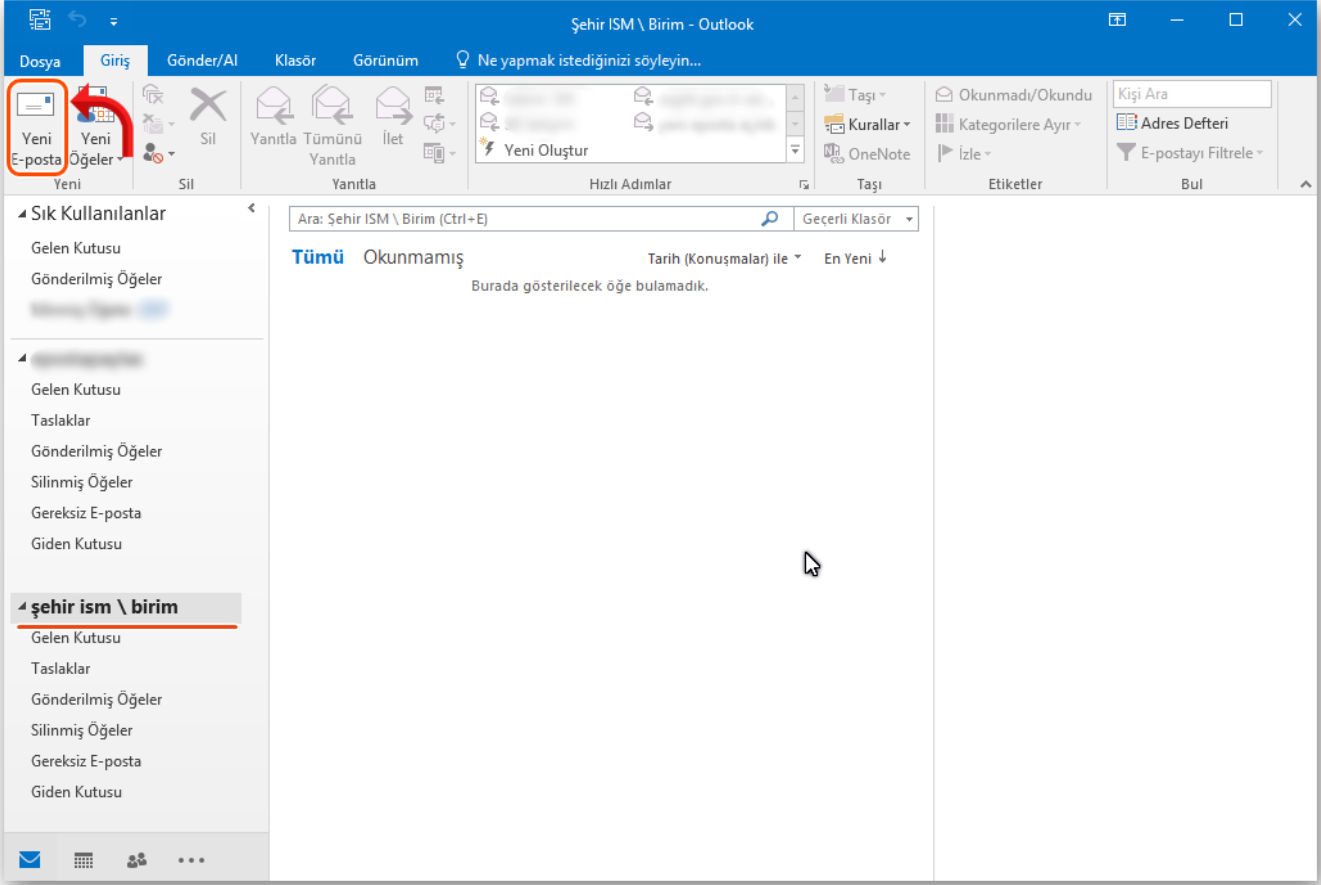 Şehir ISM \ Birim - Outlook
Dosya Giriş Gönder/Al Klasör Görünüm Ne yapmak istediğinizi söyleyin...
Yeni E-posta
Yeni Öğeler
Yeni
Sil
Sil
Yanıtla
Tümünü Yanıtla
İlet
Yanıtla
Yeni Oluştur
Hızlı Adımlar
Taşı
Kurallar
OneNote
Taşı
Okunmadı/Okundu
Kategorilere Ayır
İzle
Etiketler
Kişi Ara
Adres Defteri
E-postayı Filtrele
Bul
Sık Kullanılanlar
Gelen Kutusu
Gönderilmiş Öğeler
Gelen Kutusu
Taslaklar
Gönderilmiş Öğeler
Silinmiş Öğeler
Gereksiz E-posta
Giden Kutusu
şehir ism \ birim
Gelen Kutusu
Taslaklar
Gönderilmiş Öğeler
Silinmiş Öğeler
Gereksiz E-posta
Giden Kutusu
Ara: Şehir ISM \ Birim (Ctrl+E)
Geçerli Klasör
Tümü Okunmamış
Tarih (Konuşmalar) ile En Yeni ↓
Burada gösterilecek öğe bulamadık.